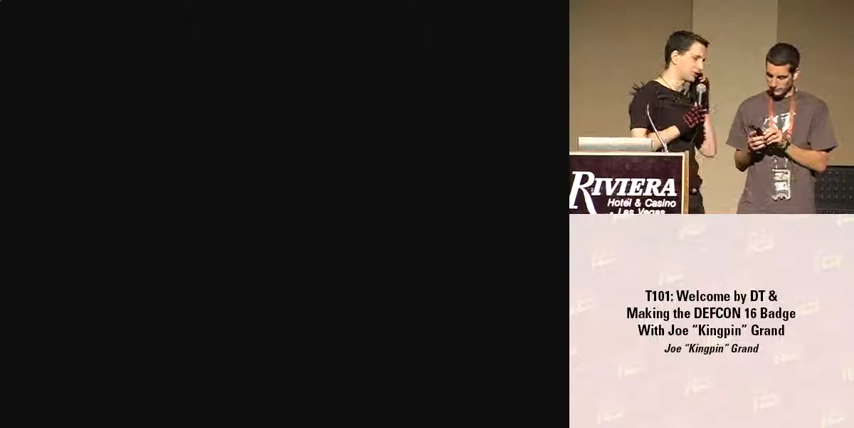 RIVIERA
Hotel & Casino
Las Vegas
T101: Welcome by DT &
Making the DEFCON 16 Badge
With Joe "Kingpin" Grand
Joe "Kingpin" Grand